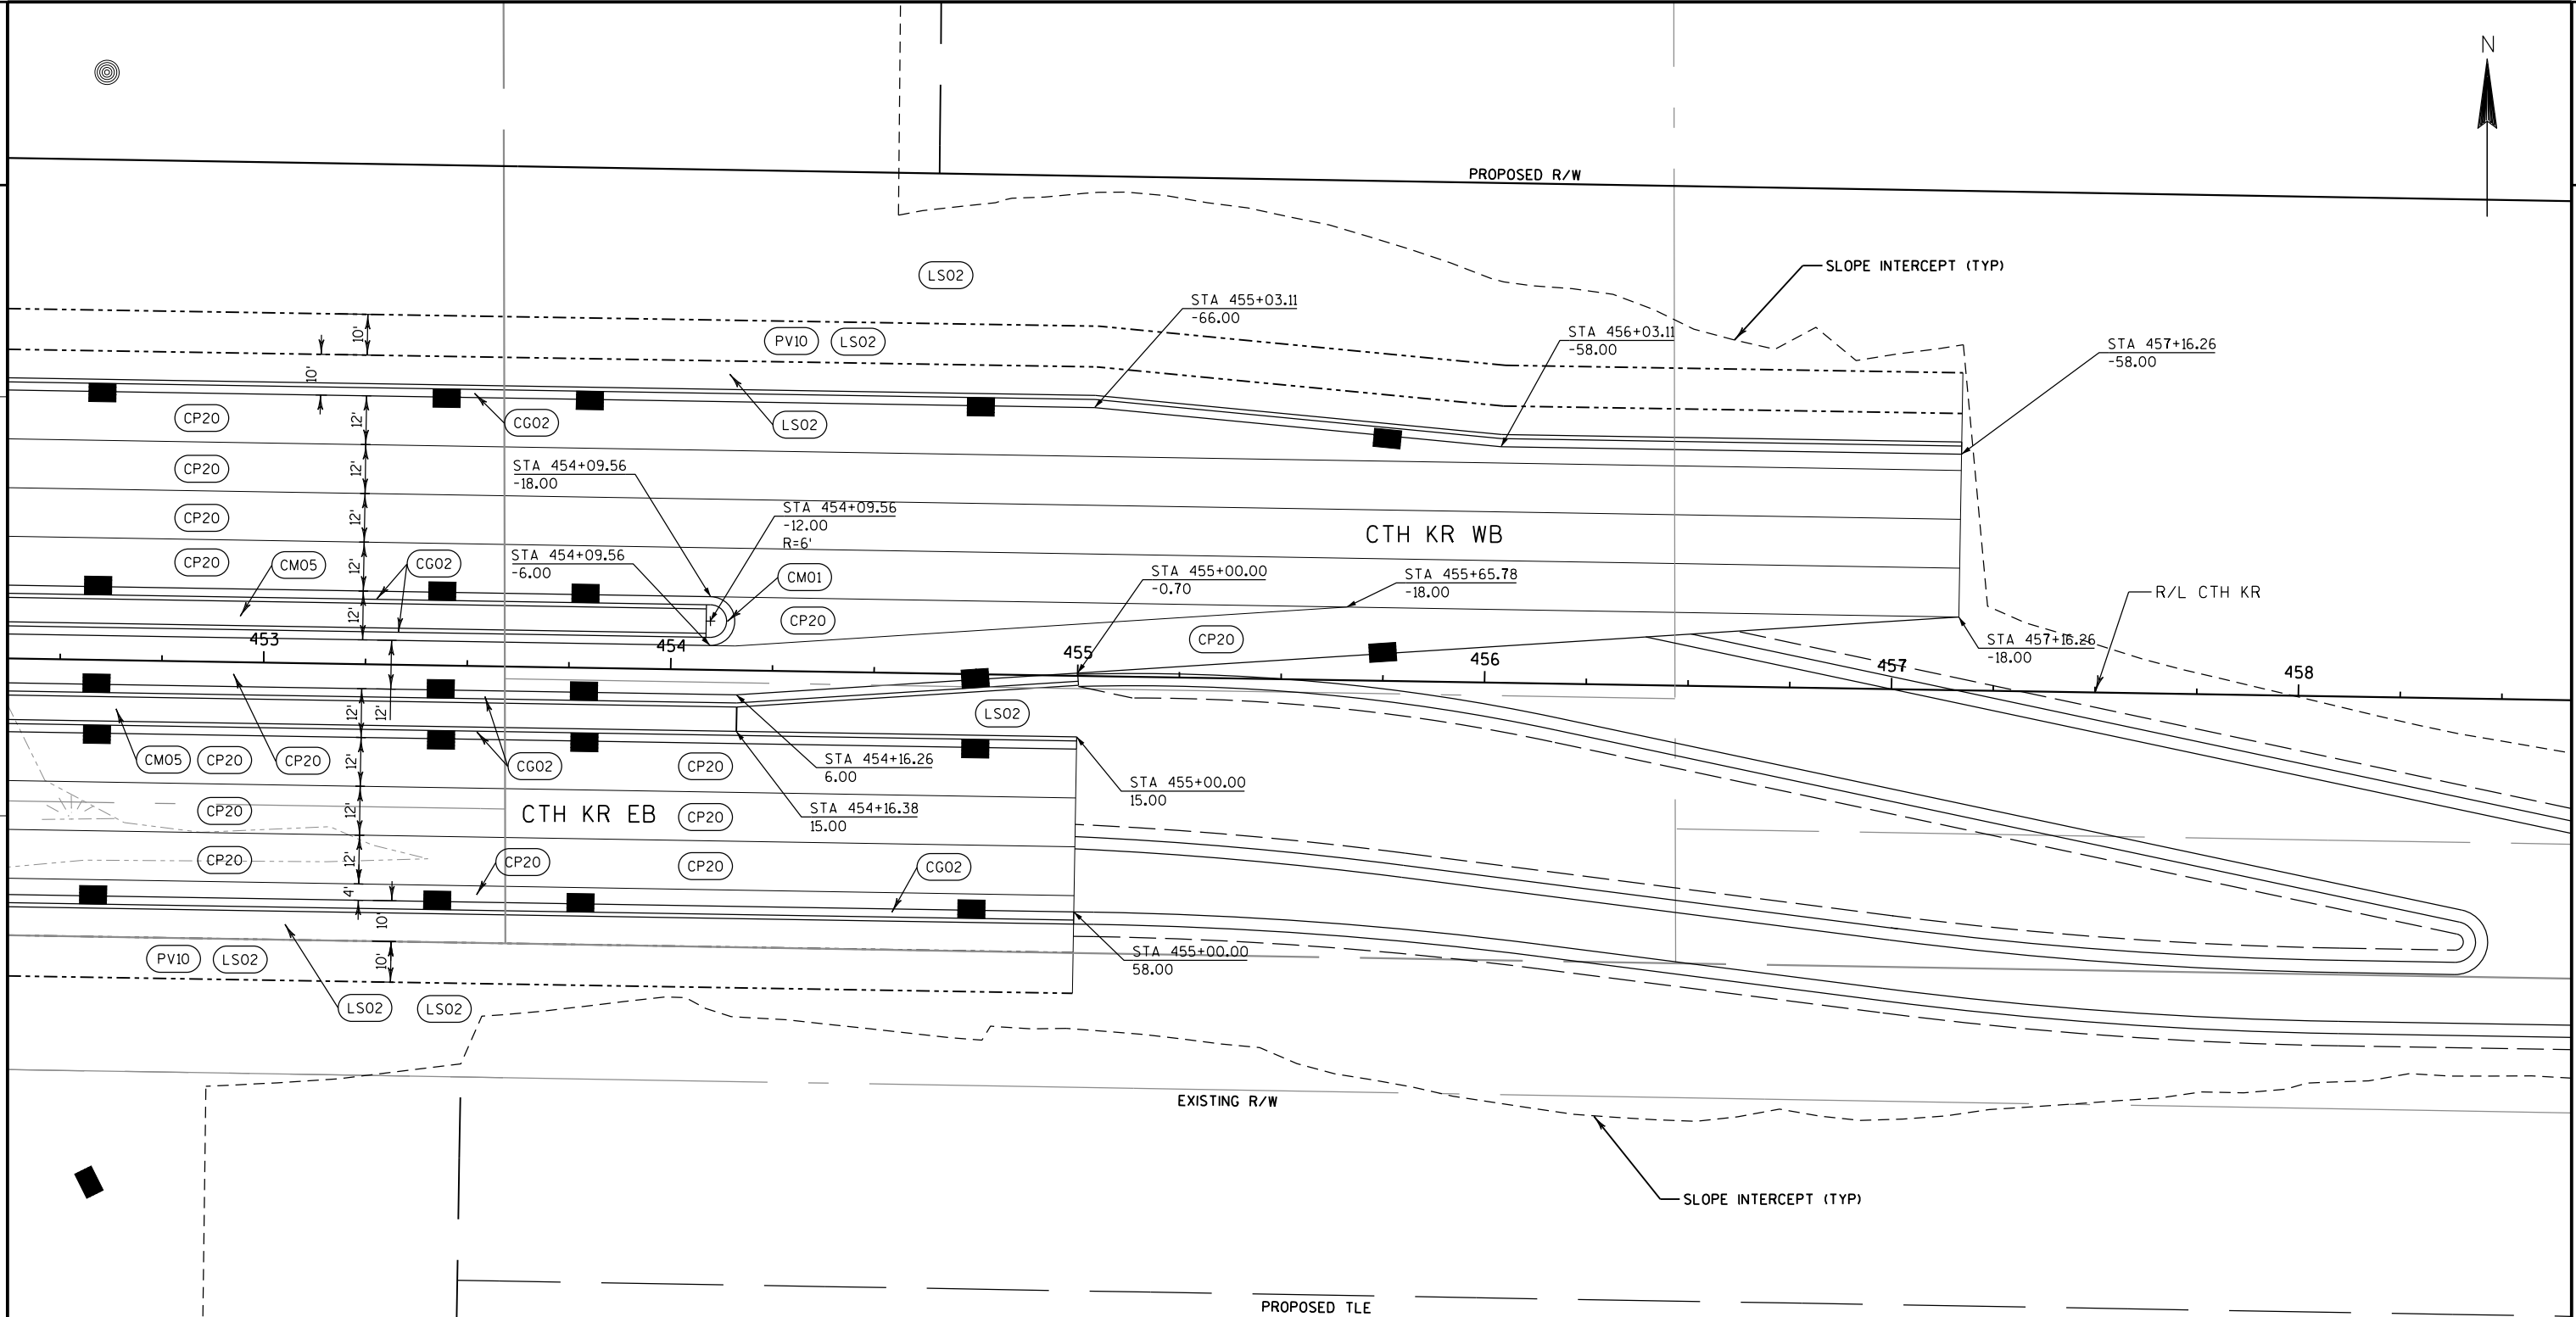 N
PROPOSED R/W
SLOPE INTERCEPT (TYP)
LS02
STA 455+03.11
-66.00
STA 456+03.11
-58.00
STA 457+16.26
-58.00
10'
10'
PV10 LS02
CP20
12'
CG02
LS02
CP20
12'
STA 454+09.56
-18.00
STA 454+09.56
-12.00
R=6'
CP20
12'
CTH KR WB
CP20
CM05
12'
CG02
STA 454+09.56
-6.00
CM01
STA 455+00.00
-0.70
STA 455+65.78
-18.00
R/L CTH KR
12'
CP20
CP20
STA 457+16.26
-18.00
453
454
455
456
457
458
12'
12'
LS02
CM05 CP20 CP20
12'
CG02
CP20
STA 454+16.26
6.00
STA 455+00.00
15.00
CP20
12'
CTH KR EB
CP20
STA 454+16.38
15.00
CP20
12'
CP20
CP20
CG02
4'
10'
PV10 LS02
10'
STA 455+00.00
58.00
LS02 LS02
EXISTING R/W
SLOPE INTERCEPT (TYP)
PROPOSED TLE